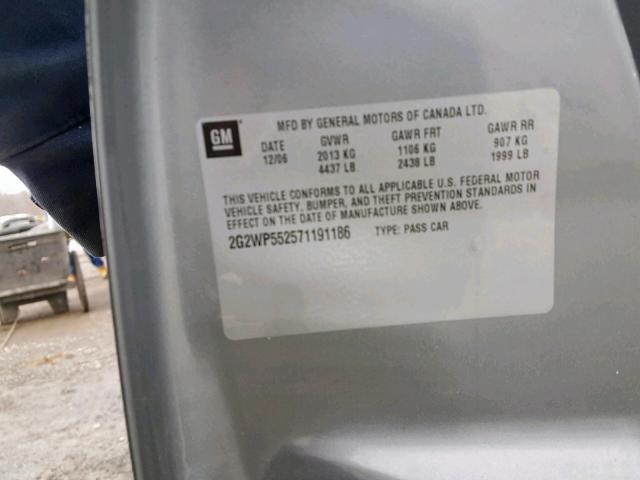 MFD BY GENERAL MOTORS OF CANADA LTD.
GM
DATE GVWR GAWR FRT GAWR RR
12/06 2013 KG 1106 KG 907 KG
4437 LB 2438 LB 1999 LB
THIS VEHICLE CONFORMS TO ALL APPLICABLE U.S. FEDERAL MOTOR
VEHICLE SAFETY, BUMPER, AND THEFT PREVENTION STANDARDS IN
EFFECT ON THE DATE OF MANUFACTURE SHOWN ABOVE.
2G2WP552571191186 TYPE: PASS CAR